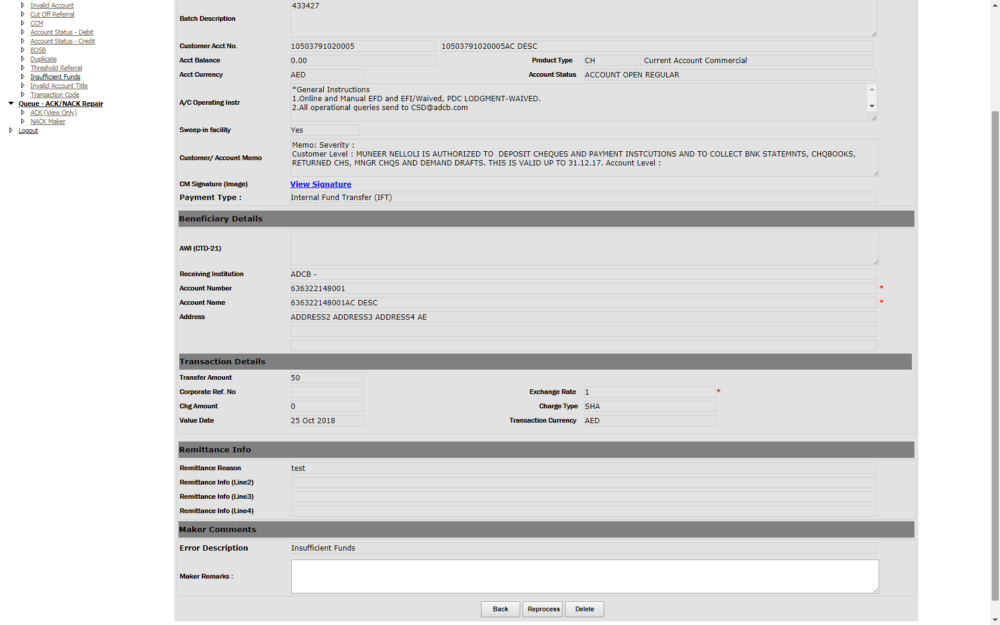 Invalid Account
Cut Off Referral
CCM
Account Status - Debit
Account Status - Credit
EOSB
Duplicate
Threshold Referral
Insufficient Funds
Invalid Account Title
Transaction Code
Queue - ACK/NACK Repair
ACK (View Only)
NACK Maker
Logout
433427
Batch Description
Customer Acct No. 10503791020005 10503791020005AC DESC
Acct Balance 0.00 Product Type CH Current Account Commercial
Acct Currency AED Account Status ACCOUNT OPEN REGULAR
A/C Operating Instr
*General Instructions
1.Online and Manual EFD and EFI/Waived, PDC LODGMENT-WAIVED.
2.All operational queries send to CSD@adcb.com
Sweep-in facility Yes
Customer/ Account Memo
Memo: Severity :
Customer Level : MUNEER NELLOLI IS AUTHORIZED TO  DEPOSIT CHEQUES AND PAYMENT INSTCUTIONS AND TO COLLECT BNK STATEMNTS, CHQBOOKS,
RETURNED CHS, MNGR CHQS AND DEMAND DRAFTS. THIS IS VALID UP TO 31.12.17. Account Level :
CM Signature (Image) View Signature
Payment Type : Internal Fund Transfer (IFT)
Beneficiary Details
AWI (CTD-21)
Receiving Institution ADCB -
Account Number 636322148001 *
Account Name 636322148001AC DESC *
Address ADDRESS2 ADDRESS3 ADDRESS4 AE
Transaction Details
Transfer Amount 50
Corporate Ref. No Exchange Rate 1 *
Chg Amount 0 Charge Type SHA
Value Date 25 Oct 2018 Transaction Currency AED
Remittance Info
Remittance Reason test
Remittance Info (Line2)
Remittance Info (Line3)
Remittance Info (Line4)
Maker Comments
Error Description Insufficient Funds
Maker Remarks :
Back Reprocess Delete